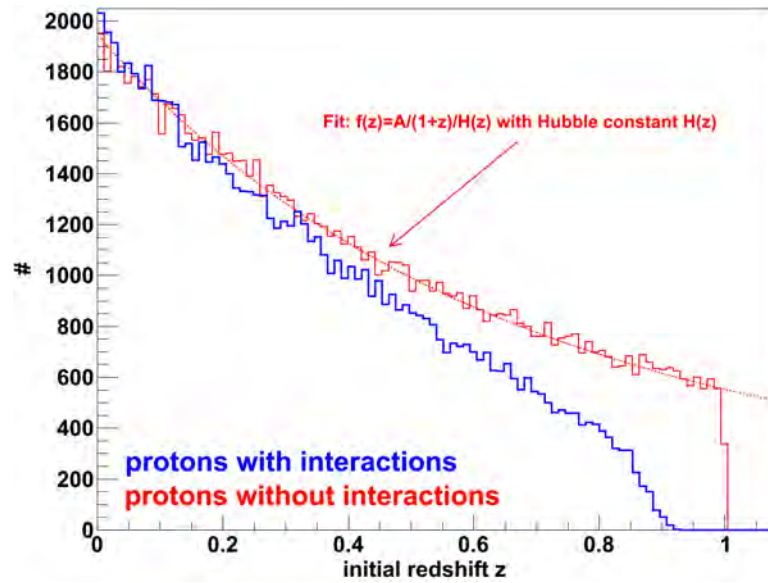 2000
1800
1600
1400
1200
1000
800
600
400
200
0
#
Fit: f(z)=A/(1+z)/H(z) with Hubble constant H(z)
protons with interactions
protons without interactions
0 0.2 0.4 0.6 0.8 1
initial redshift z